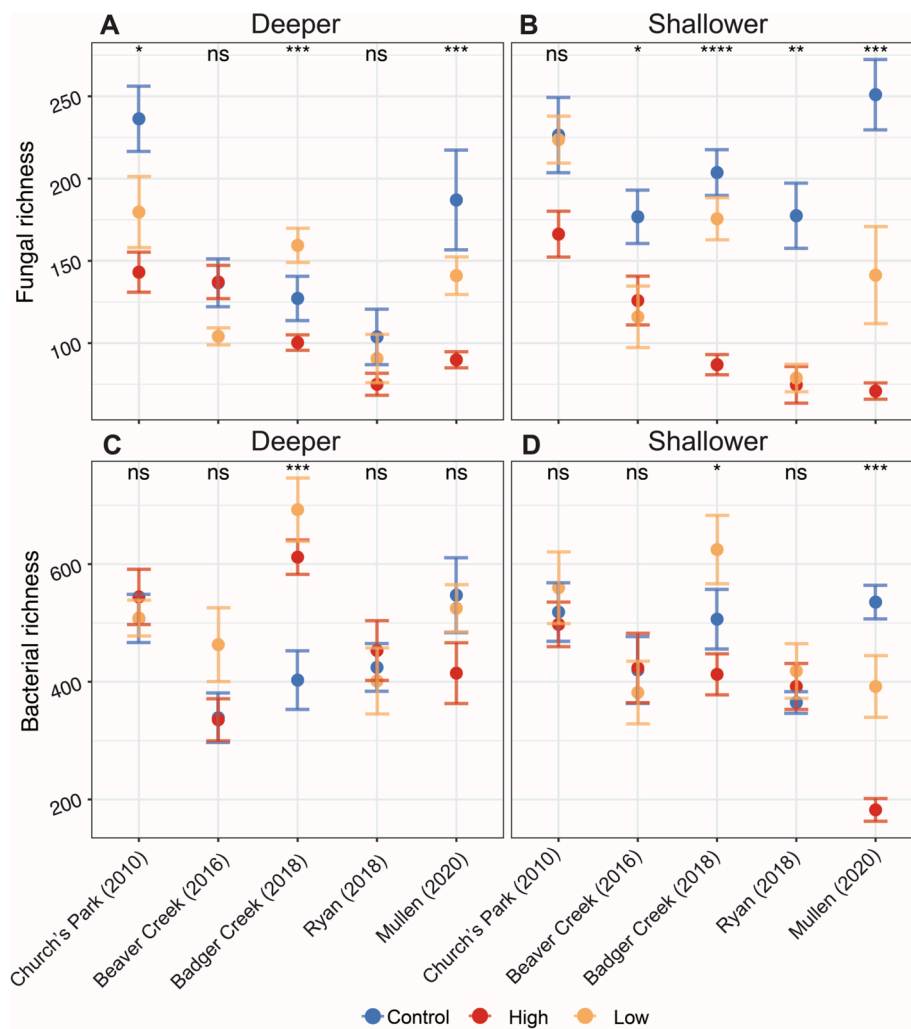 A Deeper B Shallower
* ns *** ns *** ns * **** ** ***
Fungal richness
250
200
150
100
C Deeper D Shallower
ns ns *** ns ns ns ns * ns ***
Bacterial richness
600
400
200
Church's Park (2010)
Beaver Creek (2016)
Badger Creek (2018)
Ryan (2018)
Mullen (2020)
Church's Park (2010)
Beaver Creek (2016)
Badger Creek (2018)
Ryan (2018)
Mullen (2020)
Control High Low